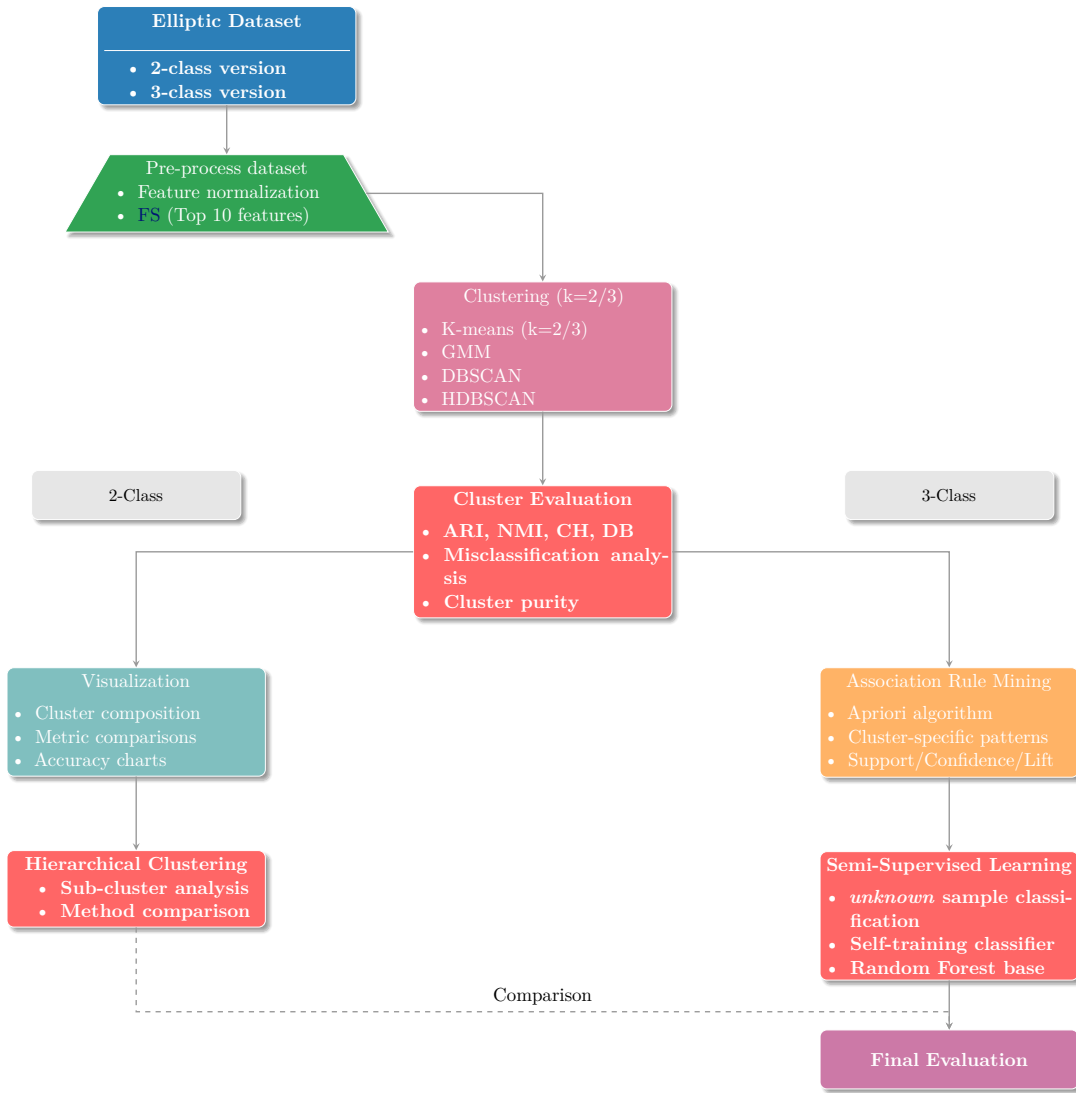 Elliptic Dataset
• 2-class version
• 3-class version
Pre-process dataset
• Feature normalization
• FS (Top 10 features)
Clustering (k=2/3)
• K-means (k=2/3)
• GMM
• DBSCAN
• HDBSCAN
2-Class
3-Class
Cluster Evaluation
• ARI, NMI, CH, DB
• Misclassification analy-
sis
• Cluster purity
Visualization
• Cluster composition
• Metric comparisons
• Accuracy charts
Association Rule Mining
• Apriori algorithm
• Cluster-specific patterns
• Support/Confidence/Lift
Hierarchical Clustering
• Sub-cluster analysis
• Method comparison
Semi-Supervised Learning
• unknown sample classi-
fication
• Self-training classifier
• Random Forest base
Comparison
Final Evaluation